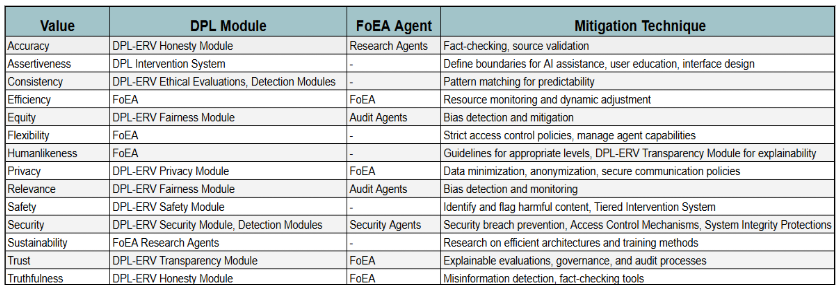 Value DPL Module FoEA Agent Mitigation Technique
Accuracy DPL-ERV Honesty Module Research Agents Fact-checking, source validation
Assertiveness DPL Intervention System - Define boundaries for AI assistance, user education, interface design
Consistency DPL-ERV Ethical Evaluations, Detection Modules - Pattern matching for predictability
Efficiency FoEA FoEA Resource monitoring and dynamic adjustment
Equity DPL-ERV Fairness Module Audit Agents Bias detection and mitigation
Flexibility FoEA - Strict access control policies, manage agent capabilities
Humanlikeness FoEA - Guidelines for appropriate levels, DPL-ERV Transparency Module for explainability
Privacy DPL-ERV Privacy Module FoEA Data minimization, anonymization, secure communication policies
Relevance DPL-ERV Fairness Module Audit Agents Bias detection and monitoring
Safety DPL-ERV Safety Module - Identify and flag harmful content, Tiered Intervention System
Security DPL-ERV Security Module, Detection Modules Security Agents Security breach prevention, Access Control Mechanisms, System Integrity Protections
Sustainability FoEA Research Agents - Research on efficient architectures and training methods
Trust DPL-ERV Transparency Module FoEA Explainable evaluations, governance, and audit processes
Truthfulness DPL-ERV Honesty Module FoEA Misinformation detection, fact-checking tools